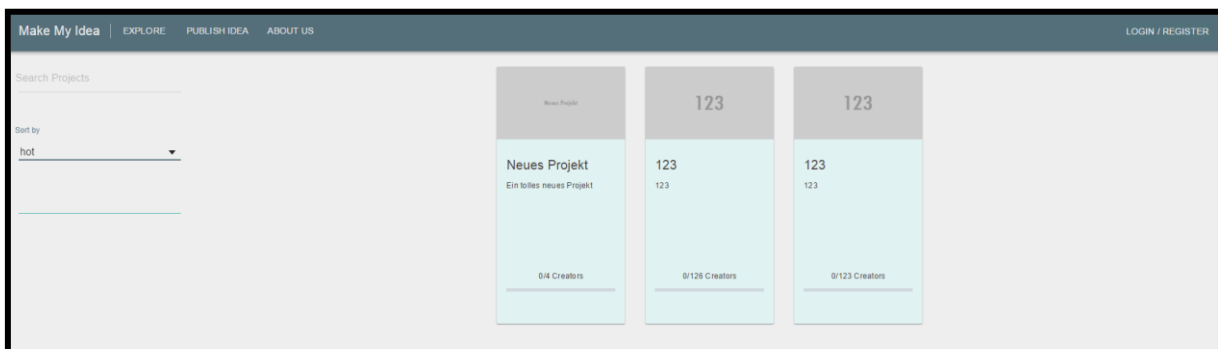 Make My Idea
EXPLORE
PUBLISH IDEA
ABOUT US
LOGIN / REGISTER
Search Projects
Sort by
hot
Neues Projekt
Neues Projekt
Ein tolles neues Projekt
0/4 Creators
123
123
123
0/126 Creators
123
123
123
0/123 Creators